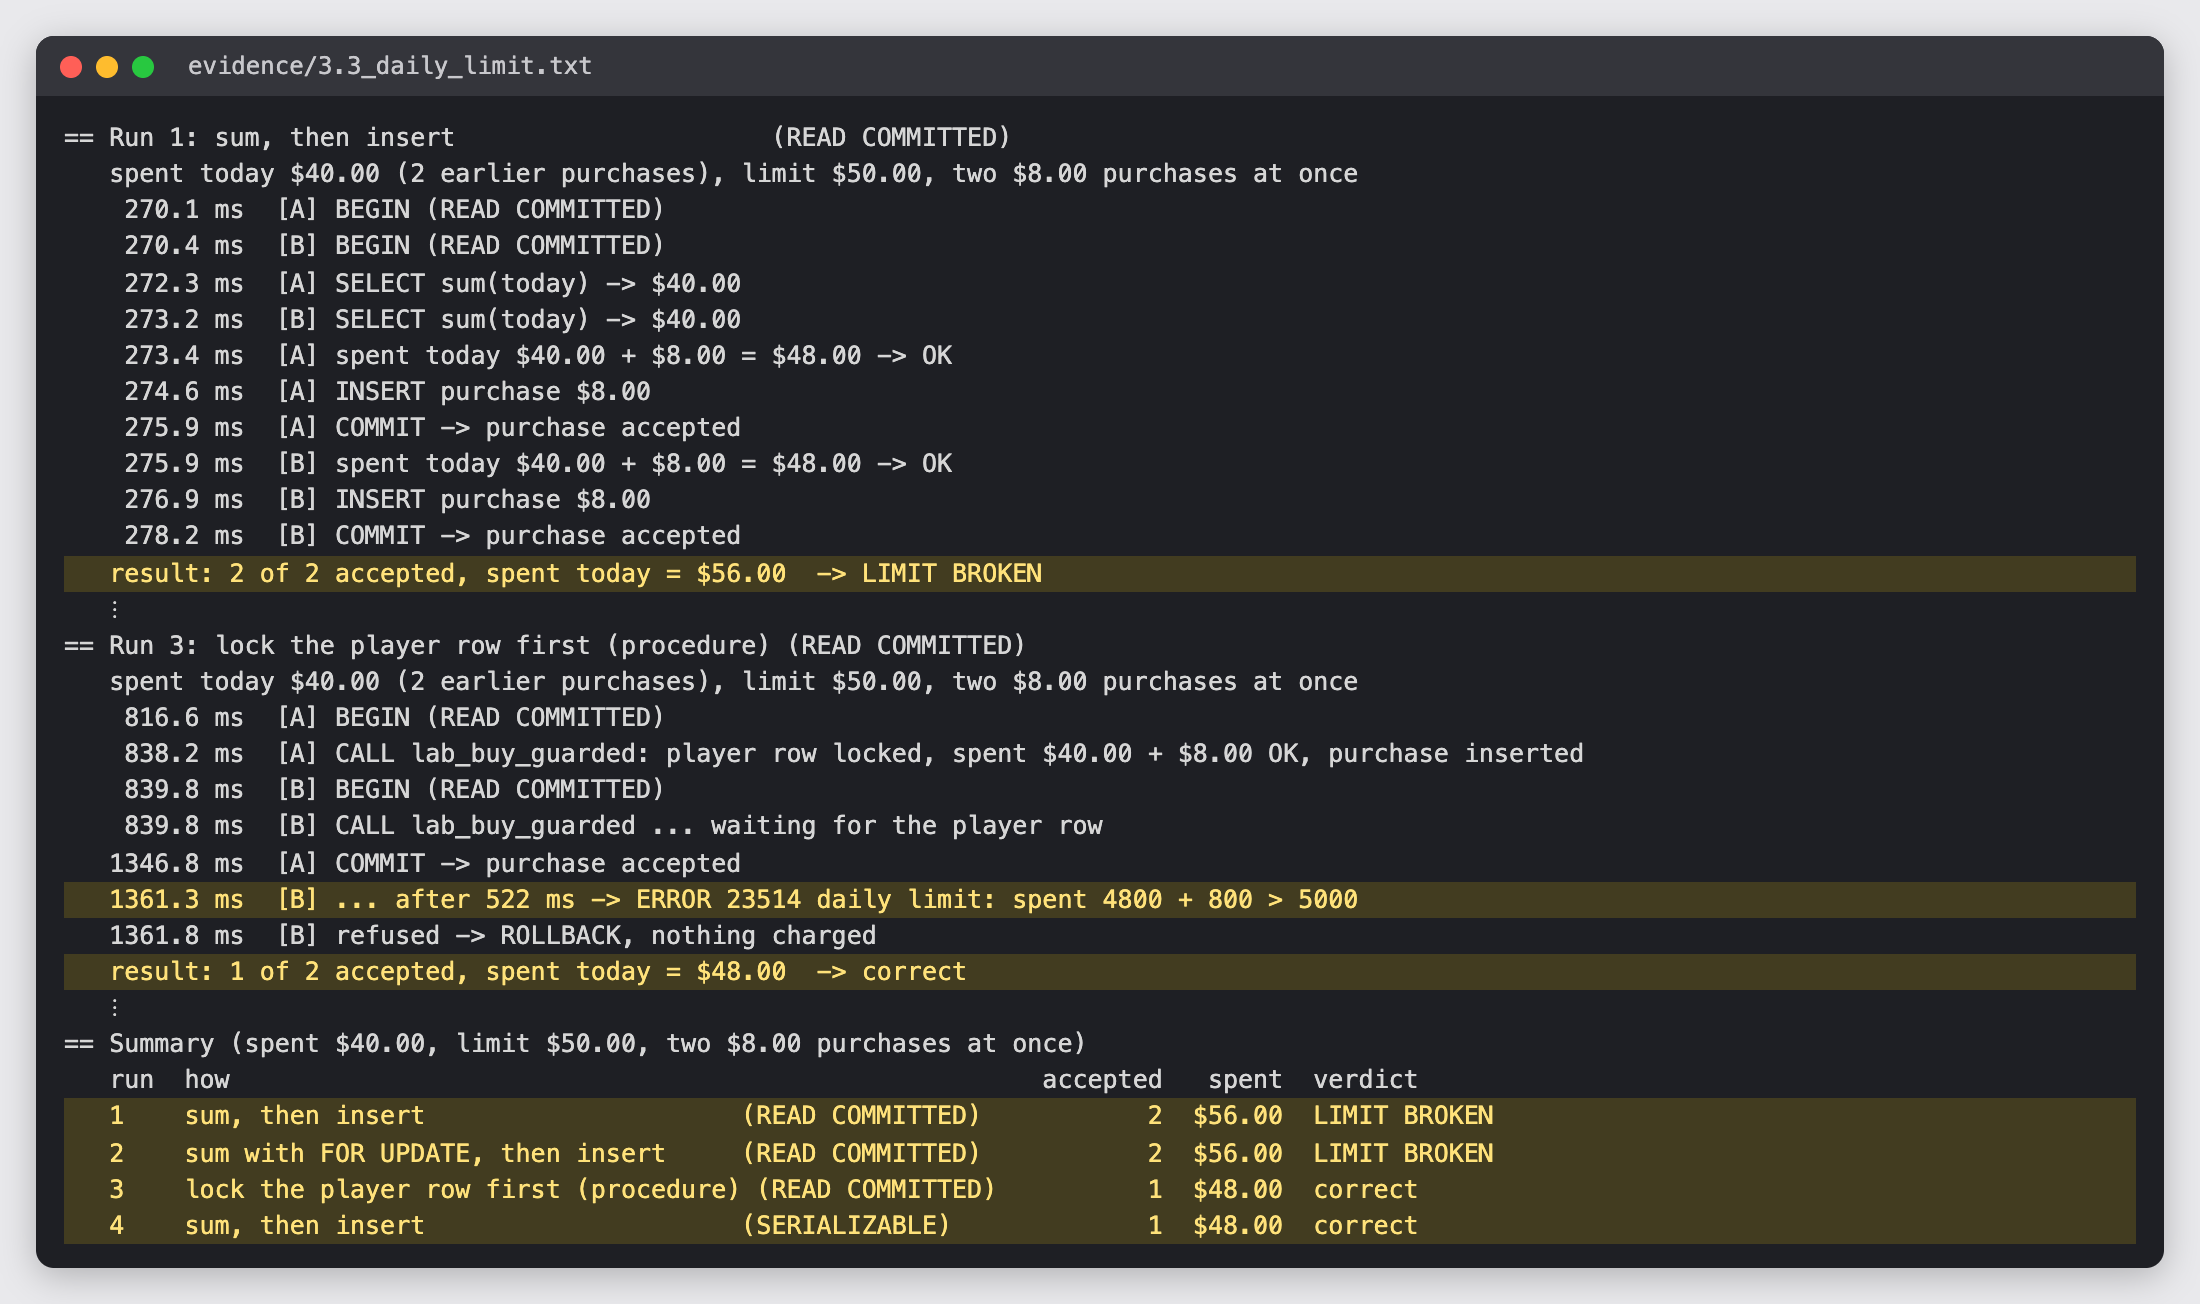 evidence/3.3_daily_limit.txt
== Run 1: sum, then insert                     (READ COMMITTED)
   spent today $40.00 (2 earlier purchases), limit $50.00, two $8.00 purchases at once
    270.1 ms  [A] BEGIN (READ COMMITTED)
    270.4 ms  [B] BEGIN (READ COMMITTED)
    272.3 ms  [A] SELECT sum(today) -> $40.00
    273.2 ms  [B] SELECT sum(today) -> $40.00
    273.4 ms  [A] spent today $40.00 + $8.00 = $48.00 -> OK
    274.6 ms  [A] INSERT purchase $8.00
    275.9 ms  [A] COMMIT -> purchase accepted
    275.9 ms  [B] spent today $40.00 + $8.00 = $48.00 -> OK
    276.9 ms  [B] INSERT purchase $8.00
    278.2 ms  [B] COMMIT -> purchase accepted
   result: 2 of 2 accepted, spent today = $56.00  -> LIMIT BROKEN
   ⋮
== Run 3: lock the player row first (procedure) (READ COMMITTED)
   spent today $40.00 (2 earlier purchases), limit $50.00, two $8.00 purchases at once
    816.6 ms  [A] BEGIN (READ COMMITTED)
    838.2 ms  [A] CALL lab_buy_guarded: player row locked, spent $40.00 + $8.00 OK, purchase inserted
    839.8 ms  [B] BEGIN (READ COMMITTED)
    839.8 ms  [B] CALL lab_buy_guarded ... waiting for the player row
   1346.8 ms  [A] COMMIT -> purchase accepted
   1361.3 ms  [B] ... after 522 ms -> ERROR 23514 daily limit: spent 4800 + 800 > 5000
   1361.8 ms  [B] refused -> ROLLBACK, nothing charged
   result: 1 of 2 accepted, spent today = $48.00  -> correct
   ⋮
== Summary (spent $40.00, limit $50.00, two $8.00 purchases at once)
   run  how                                                      accepted   spent  verdict
   1    sum, then insert                     (READ COMMITTED)           2  $56.00  LIMIT BROKEN
   2    sum with FOR UPDATE, then insert     (READ COMMITTED)           2  $56.00  LIMIT BROKEN
   3    lock the player row first (procedure) (READ COMMITTED)          1  $48.00  correct
   4    sum, then insert                     (SERIALIZABLE)             1  $48.00  correct